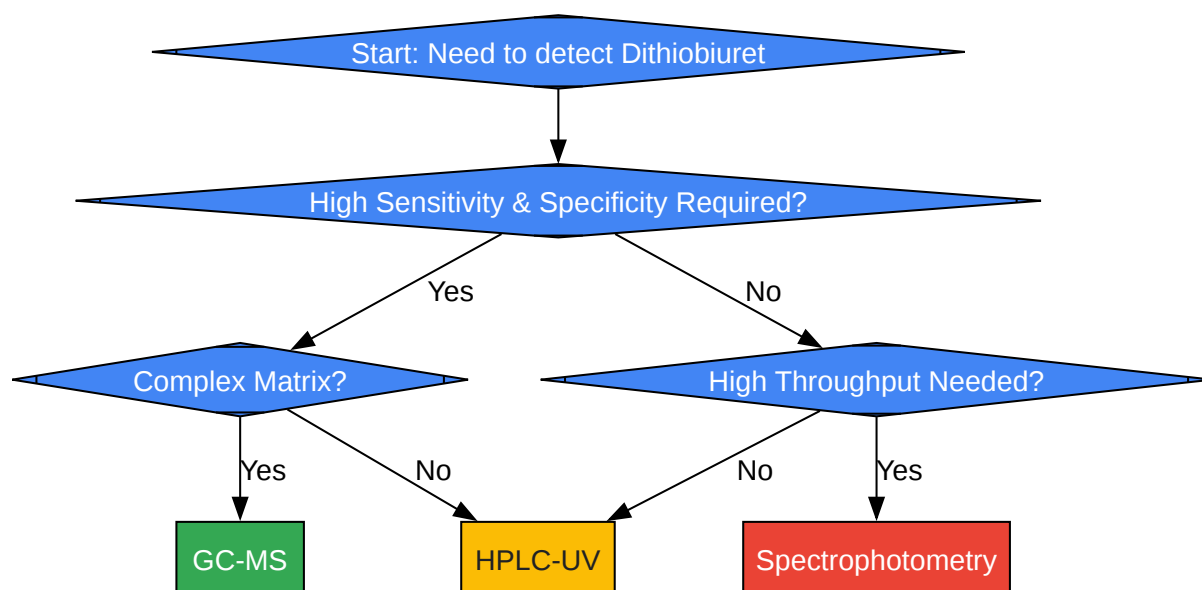 Start: Need to detect Dithiobiuret
High Sensitivity & Specificity Required?
Yes
No
Complex Matrix?
High Throughput Needed?
Yes
No
No
Yes
GC-MS
HPLC-UV
Spectrophotometry